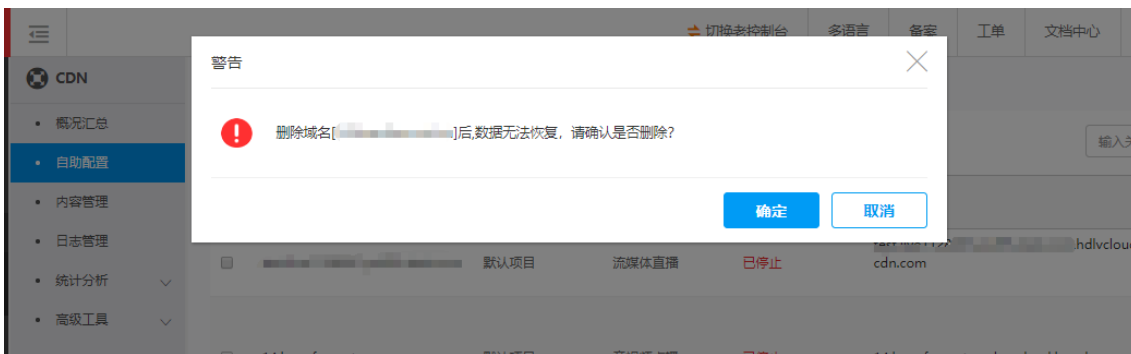 切换老控制台
多语言
备案
工单
文档中心
CDN
警告
概况汇总
删除域名[ ]后,数据无法恢复，请确认是否删除?
自助配置
输入关
内容管理
确定
取消
日志管理
hdlvclou
默认项目
流媒体直播
已停止
cdn.com
统计分析
高级工具